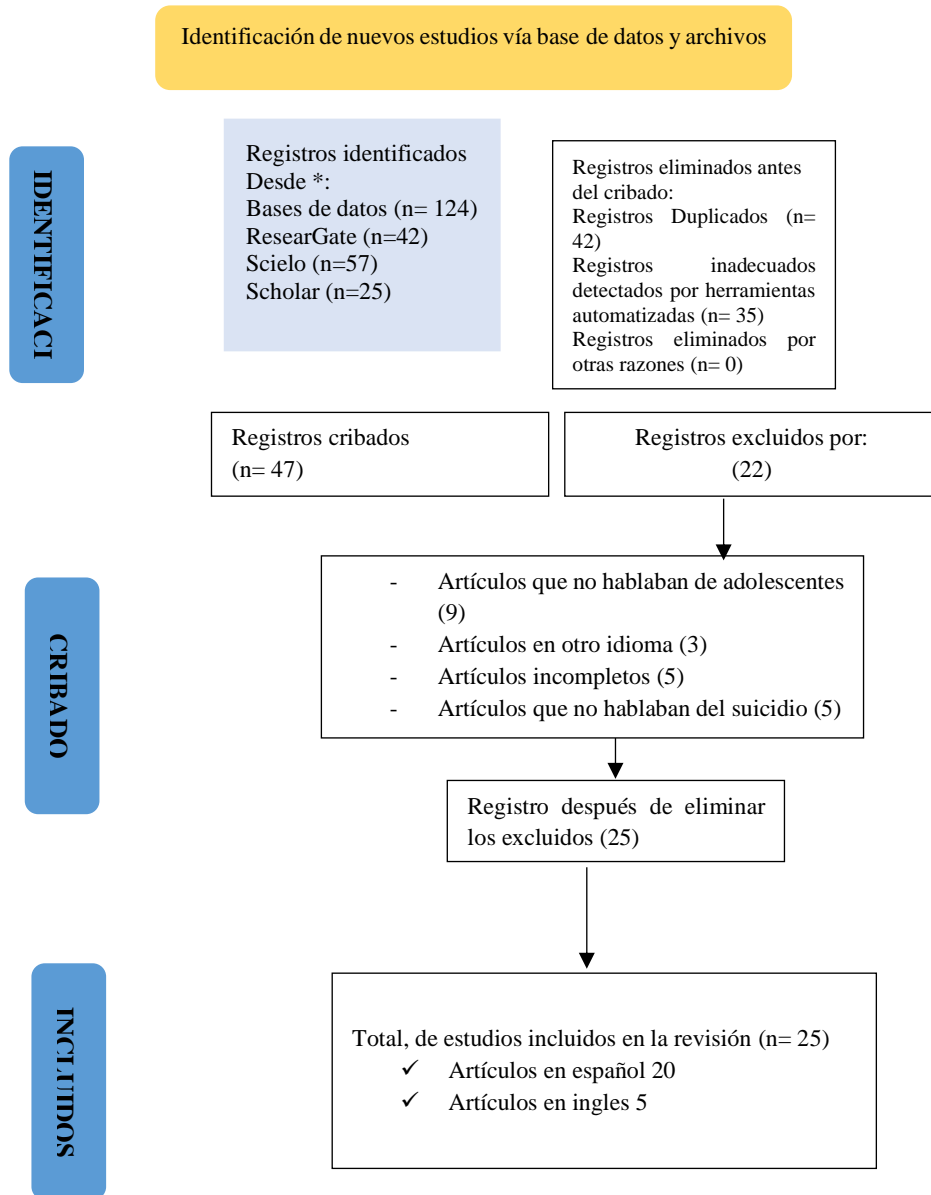 Identificación de nuevos estudios vía base de datos y archivos
IDENTIFICACI
Registros identificados
Desde *:
Bases de datos (n= 124)
ResearGate (n=42)
Scielo (n=57)
Scholar (n=25)
Registros eliminados antes
del cribado:
Registros Duplicados (n=
42)
Registros inadecuados
detectados por herramientas
automatizadas (n= 35)
Registros eliminados por
otras razones (n= 0)
Registros cribados
(n= 47)
Registros excluidos por:
(22)
CRIBADO
- Artículos que no hablaban de adolescentes
(9)
- Artículos en otro idioma (3)
- Artículos incompletos (5)
- Artículos que no hablaban del suicidio (5)
Registro después de eliminar
los excluidos (25)
INCLUIDOS
Total, de estudios incluidos en la revisión (n= 25)
✓ Artículos en español 20
✓ Artículos en ingles 5